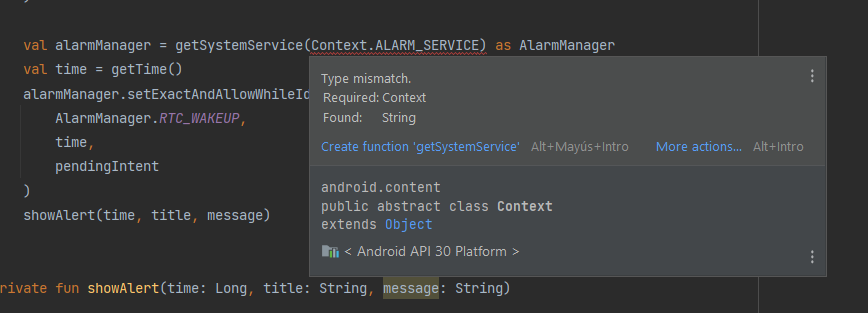 val alarmManager = getSystemService(Context.ALARM_SERVICE) as AlarmManager
val time = getTime()
alarmManager.setExactAndAllowWhileId
AlarmManager.RTC_WAKEUP,
time,
pendingIntent
)
showAlert(time, title, message)
Type mismatch.
Required: Context
Found: String
Create function 'getSystemService' Alt+Mayús+Intro More actions... Alt+Intro
android.content
public abstract class Context
extends Object
< Android API 30 Platform >
rivate fun showAlert(time: Long, title: String, message: String)